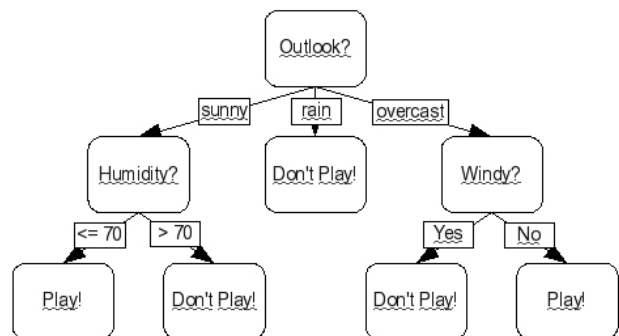 Outlook?
sunny
rain
overcast
Humidity?
Don't Play!
Windy?
<= 70
> 70
Yes
No
Play!
Don't Play!
Don't Play!
Play!